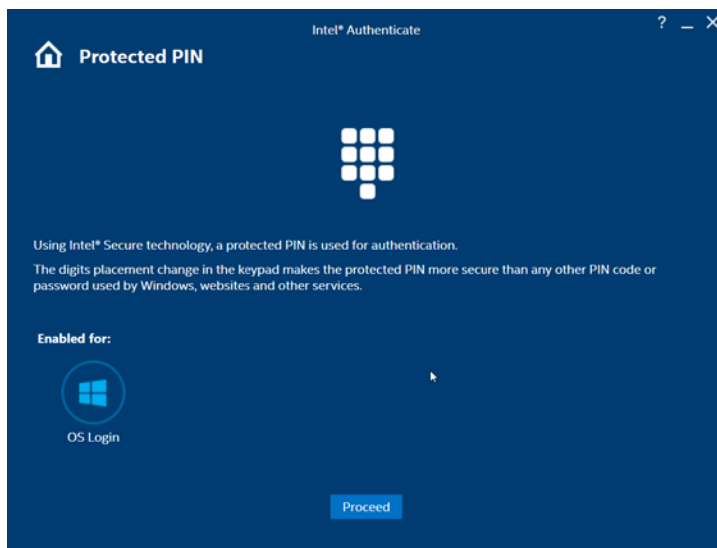 Intel® Authenticate
? _ X
Protected PIN
Using Intel® Secure technology, a protected PIN is used for authentication.
The digits placement change in the keypad makes the protected PIN more secure than any other PIN code or
password used by Windows, websites and other services.
Enabled for:
OS Login
Proceed